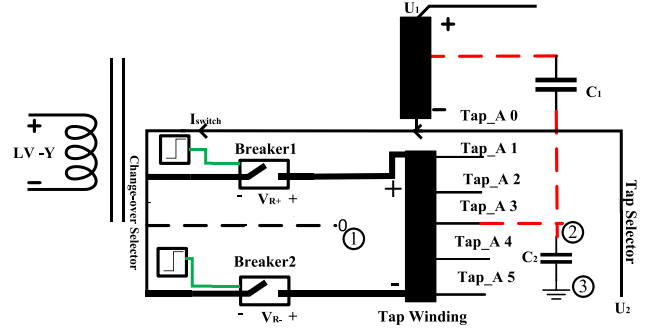 U1
+
C1
−
Tap_A 0
Iswitch
+
LV -Y
−
Breaker1
Tap_A 1
Change-over Selector
- VR+ +
+
Tap_A 2
Tap_A 3
0
1
2
Tap Selector
Tap_A 4
C2
Breaker2
-
Tap_A 5
3
- VR- +
Tap Winding
U2